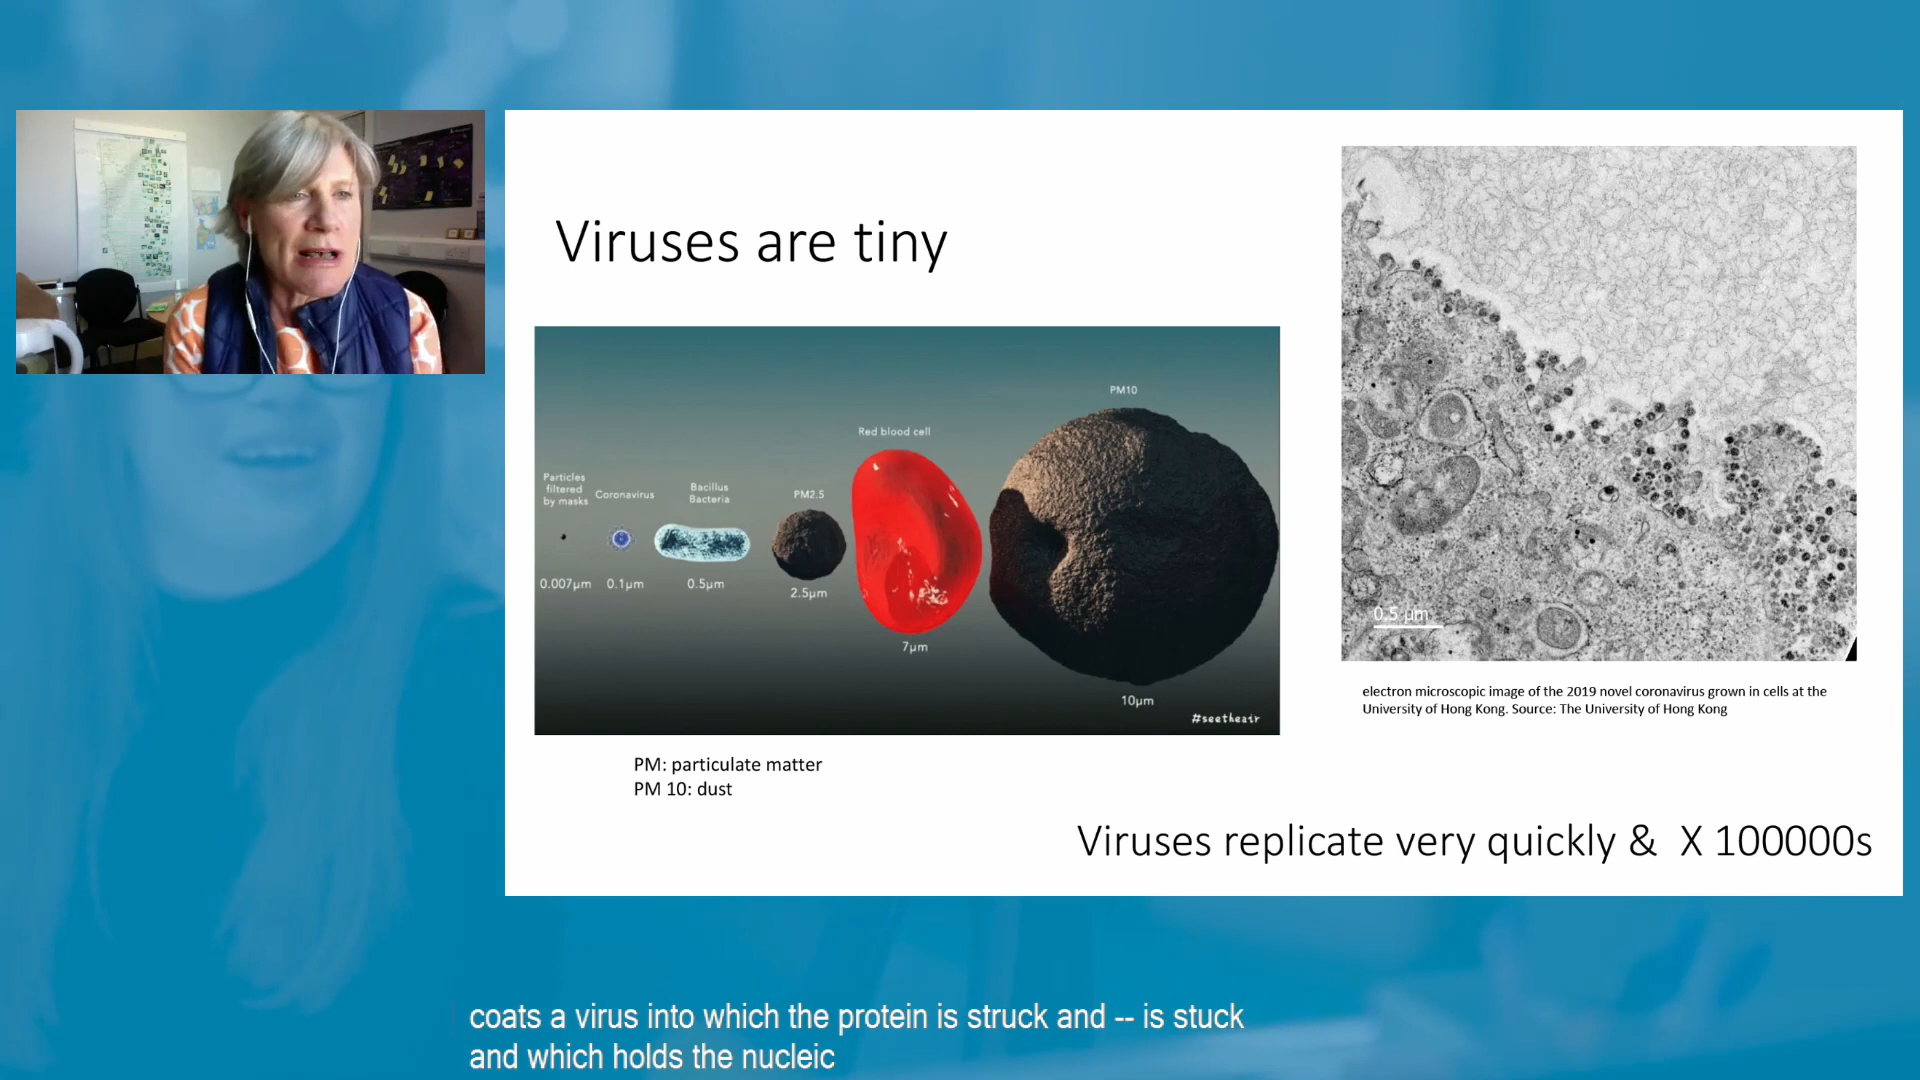 Viruses are tiny
PM10
Red blood cell
Particles
filtered
by masks
Coronavirus
Bacillus
Bacteria
PM2.5
0.007µm
0.1µm
0.5µm
2.5µm
7µm
10µm
#seetheair
0.5 µm
electron microscopic image of the 2019 novel coronavirus grown in cells at the
University of Hong Kong. Source: The University of Hong Kong
PM: particulate matter
PM 10: dust
Viruses replicate very quickly & X 100000s
coats a virus into which the protein is struck and -- is stuck
and which holds the nucleic